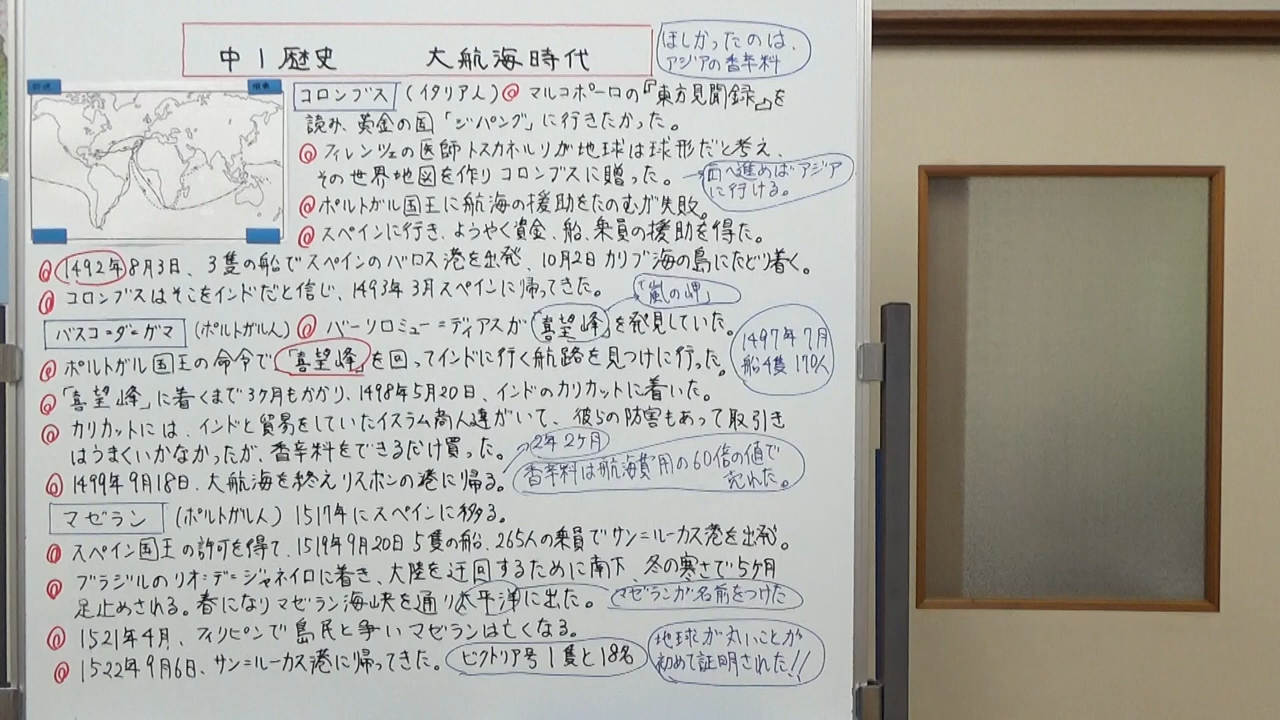 中1歴史 大航海時代
ほしかったのは、
アジアの香辛料
コロンブス (イタリア人) @ マルコポーロの『東方見聞録』を
読み、黄金の国「ジパング」に行きたかった。
@ フィレンツェの医師トスカネルリが地球は球形だと考え、
その世界地図を作りコロンブスに贈った。
西へ進めばアジア
に行ける。
@ ポルトガル国王に航海の援助をたのむが失敗。
@ スペインに行き、ようやく資金、船、乗員の援助を得た。
@ 1492年8月3日、3隻の船でスペインのバロス港を出発、10月2日カリブ海の島にたどり着く。
@ コロンブスはそこをインドだと信じ、1493年3月スペインに帰ってきた。
「嵐の岬」
バスコ=ダ=ガマ (ポルトガル人) @ バーソロミュー=ディアスが「喜望峰」を発見していた。
@ ポルトガル国王の命令で「喜望峰」を回ってインドに行く航路を見つけに行った。
1497年7月
船4隻 170人
@ 「喜望峰」に着くまで3ヶ月もかかり、1498年5月20日、インドのカリカットに着いた。
@ カリカットには、インドと貿易をしていたイスラム商人達がいて、彼らの防害もあって取引き
はうまくいかなかったが、香辛料をできるだけ買った。
2年2ヶ月
@ 1499年9月18日、大航海を終えリスボンの港に帰る。
香辛料は航海費用の60倍の値で
売れた。
マゼラン (ポルトガル人) 1517年にスペインに移る。
@ スペイン国王の許可を得て、1519年9月20日5隻の船、265人の乗員でサン=ルーカス港を出発。
@ ブラジルのリオ=デ=ジャネイロに着き、大陸を迂回するために南下、冬の寒さで5ヶ月
足止めされる。春になりマゼラン海峡を通り太平洋に出た。
マゼランが名前をつけた
@ 1521年4月、フィリピンで島民と争いマゼランは亡くなる。
@ 1522年9月6日、サン=ルーカス港に帰ってきた。
ビクトリア号1隻と18名
地球が丸いことが
初めて証明された!!